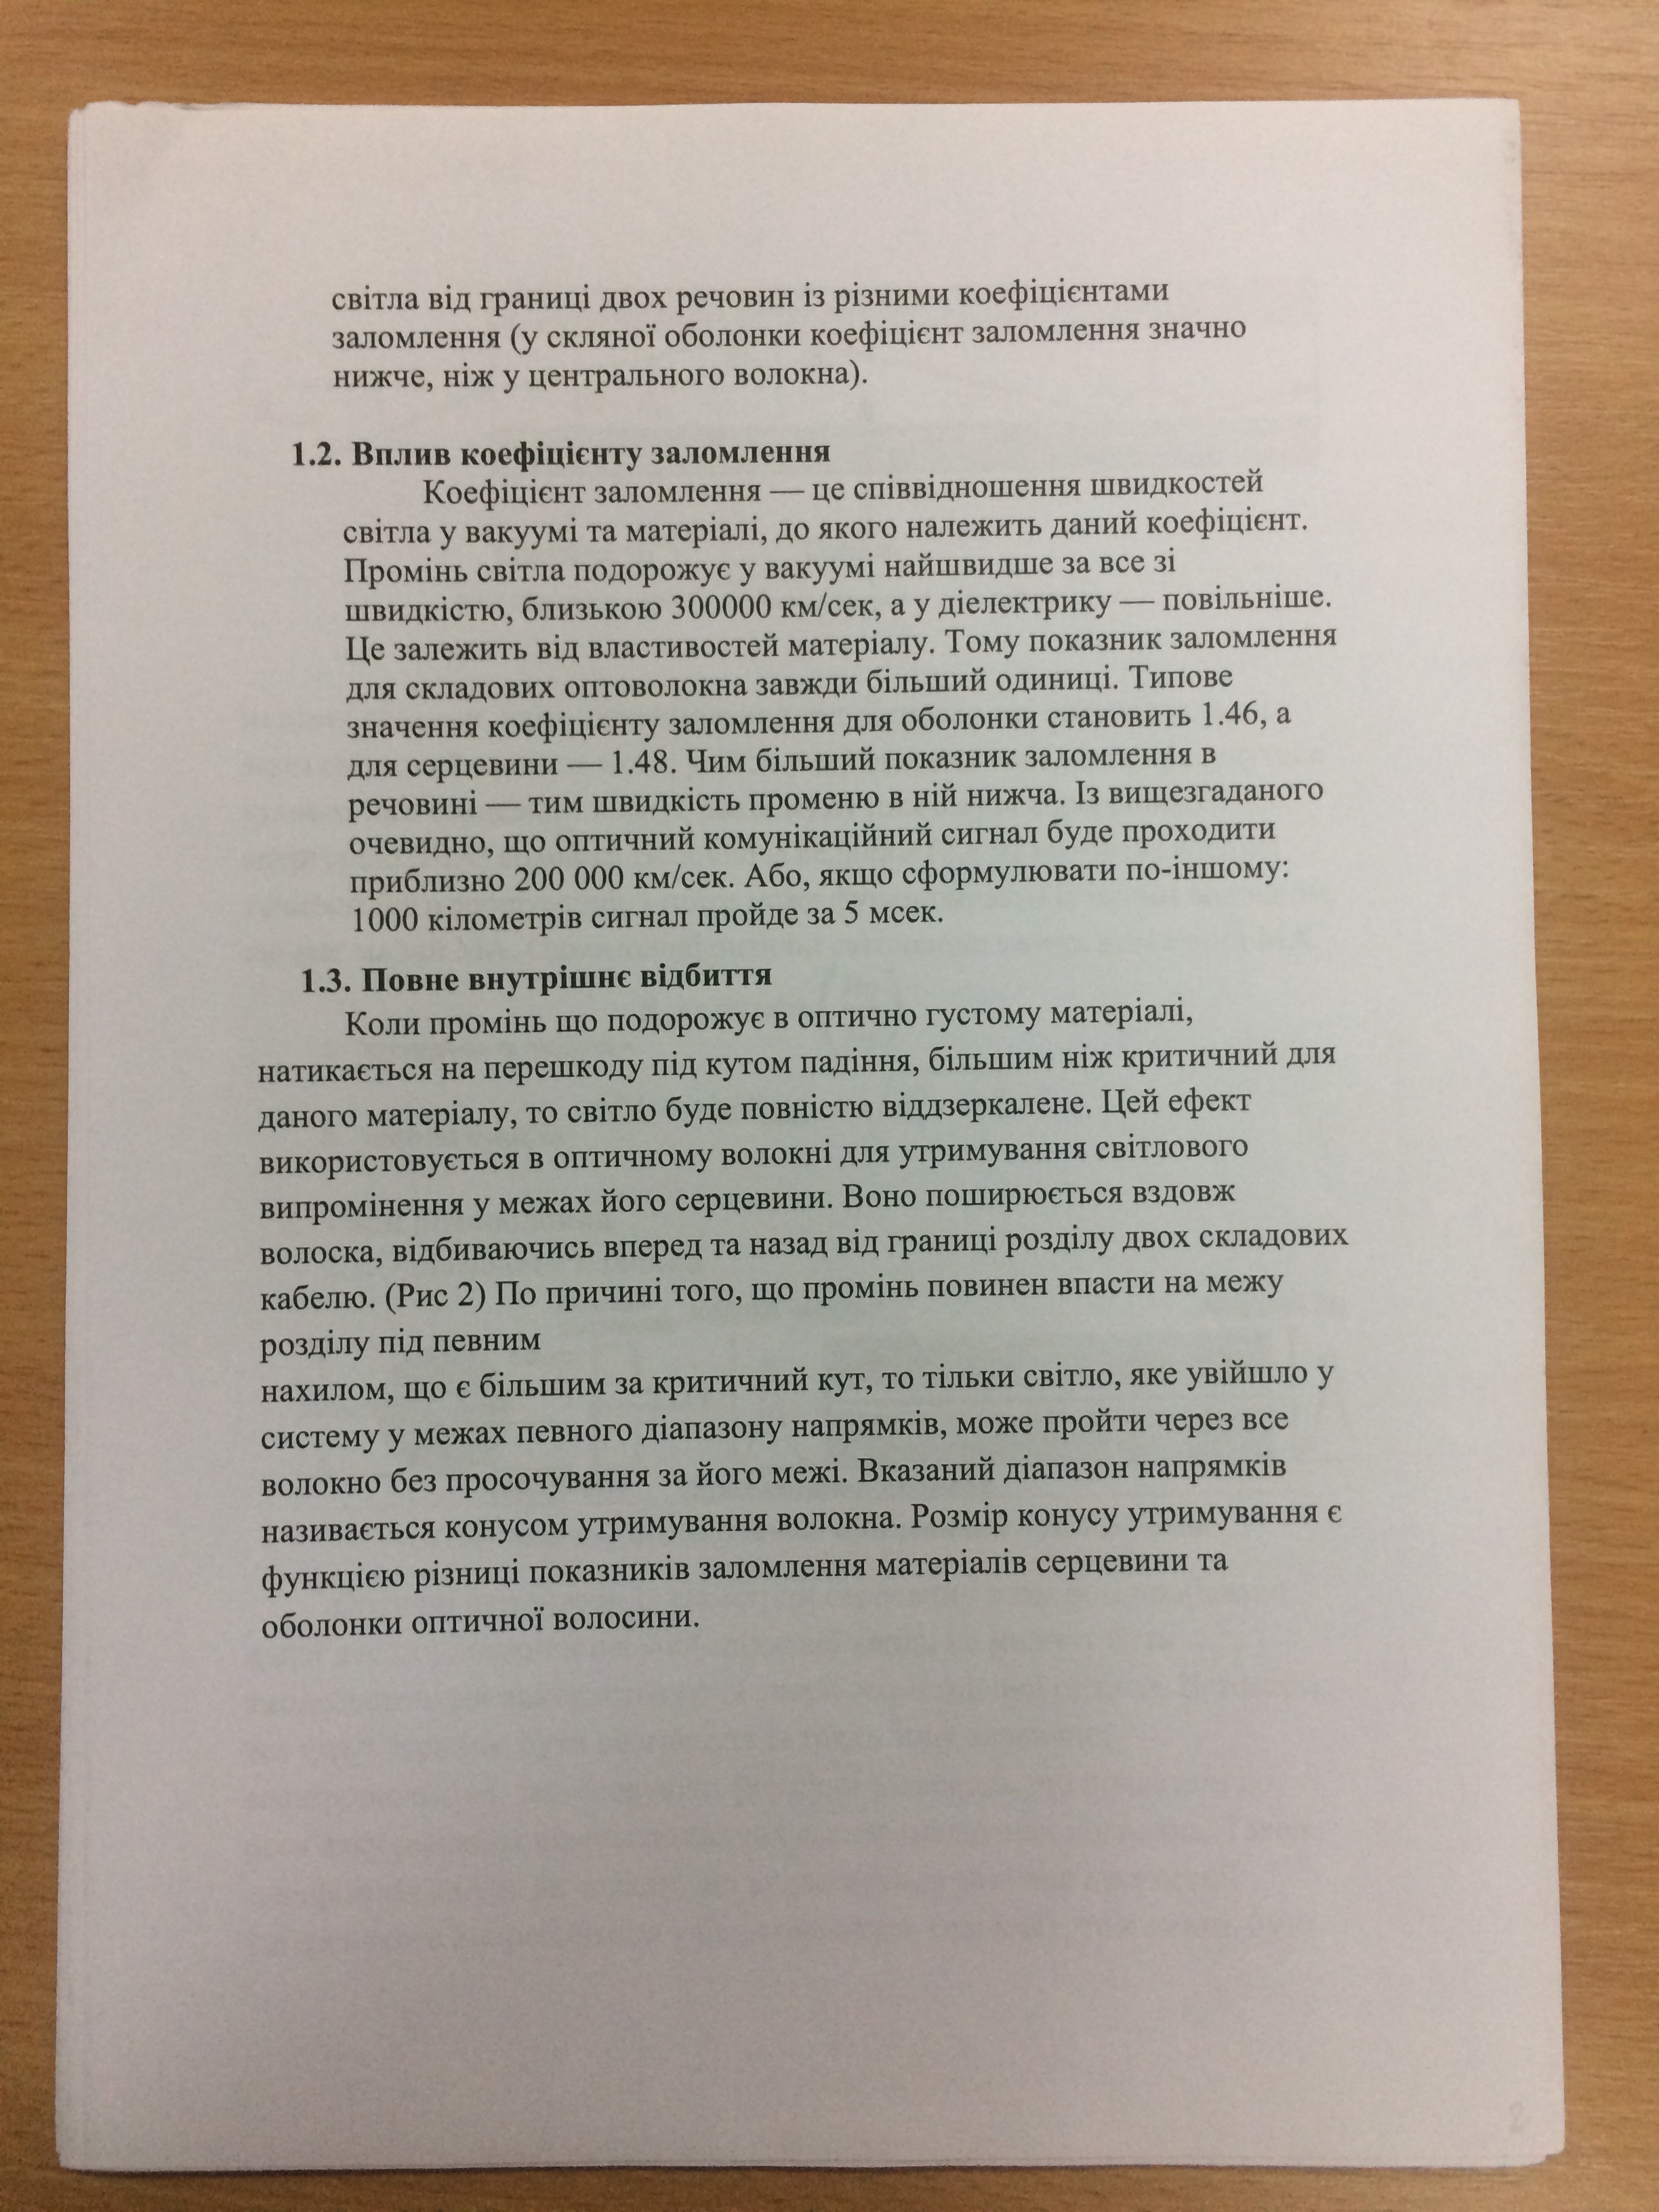 світла від границі двох речовин із різними коефіцієнтами
заломлення (у скляної оболонки коефіцієнт заломлення значно
нижче, ніж у центрального волокна).
1.2. Вплив коефіцієнту заломлення
Коефіцієнт заломлення — це співвідношення швидкостей
світла у вакуумі та матеріалі, до якого належить даний коефіцієнт.
Промінь світла подорожує у вакуумі найшвидше за все зі
швидкістю, близькою 300000 км/сек, а у діелектрику — повільніше.
Це залежить від властивостей матеріалу. Тому показник заломлення
для складових оптоволокна завжди більший одиниці. Типове
значення коефіцієнту заломлення для оболонки становить 1.46, а
для серцевини — 1.48. Чим більший показник заломлення в
речовині — тим швидкість променю в ній нижча. Із вищезгаданого
очевидно, що оптичний комунікаційний сигнал буде проходити
приблизно 200 000 км/сек. Або, якщо сформулювати по-іншому:
1000 кілометрів сигнал пройде за 5 мсек.
1.3. Повне внутрішнє відбиття
Коли промінь що подорожує в оптично густому матеріалі,
натикається на перешкоду під кутом падіння, більшим ніж критичний для
даного матеріалу, то світло буде повністю віддзеркалене. Цей ефект
використовується в оптичному волокні для утримування світлового
випромінення у межах його серцевини. Воно поширюється вздовж
волоска, відбиваючись вперед та назад від границі розділу двох складових
кабелю. (Рис 2) По причині того, що промінь повинен впасти на межу
розділу під певним
нахилом, що є більшим за критичний кут, то тільки світло, яке увійшло у
систему у межах певного діапазону напрямків, може пройти через все
волокно без просочування за його межі. Вказаний діапазон напрямків
називається конусом утримування волокна. Розмір конусу утримування є
функцією різниці показників заломлення матеріалів серцевини та
оболонки оптичної волосини.
2